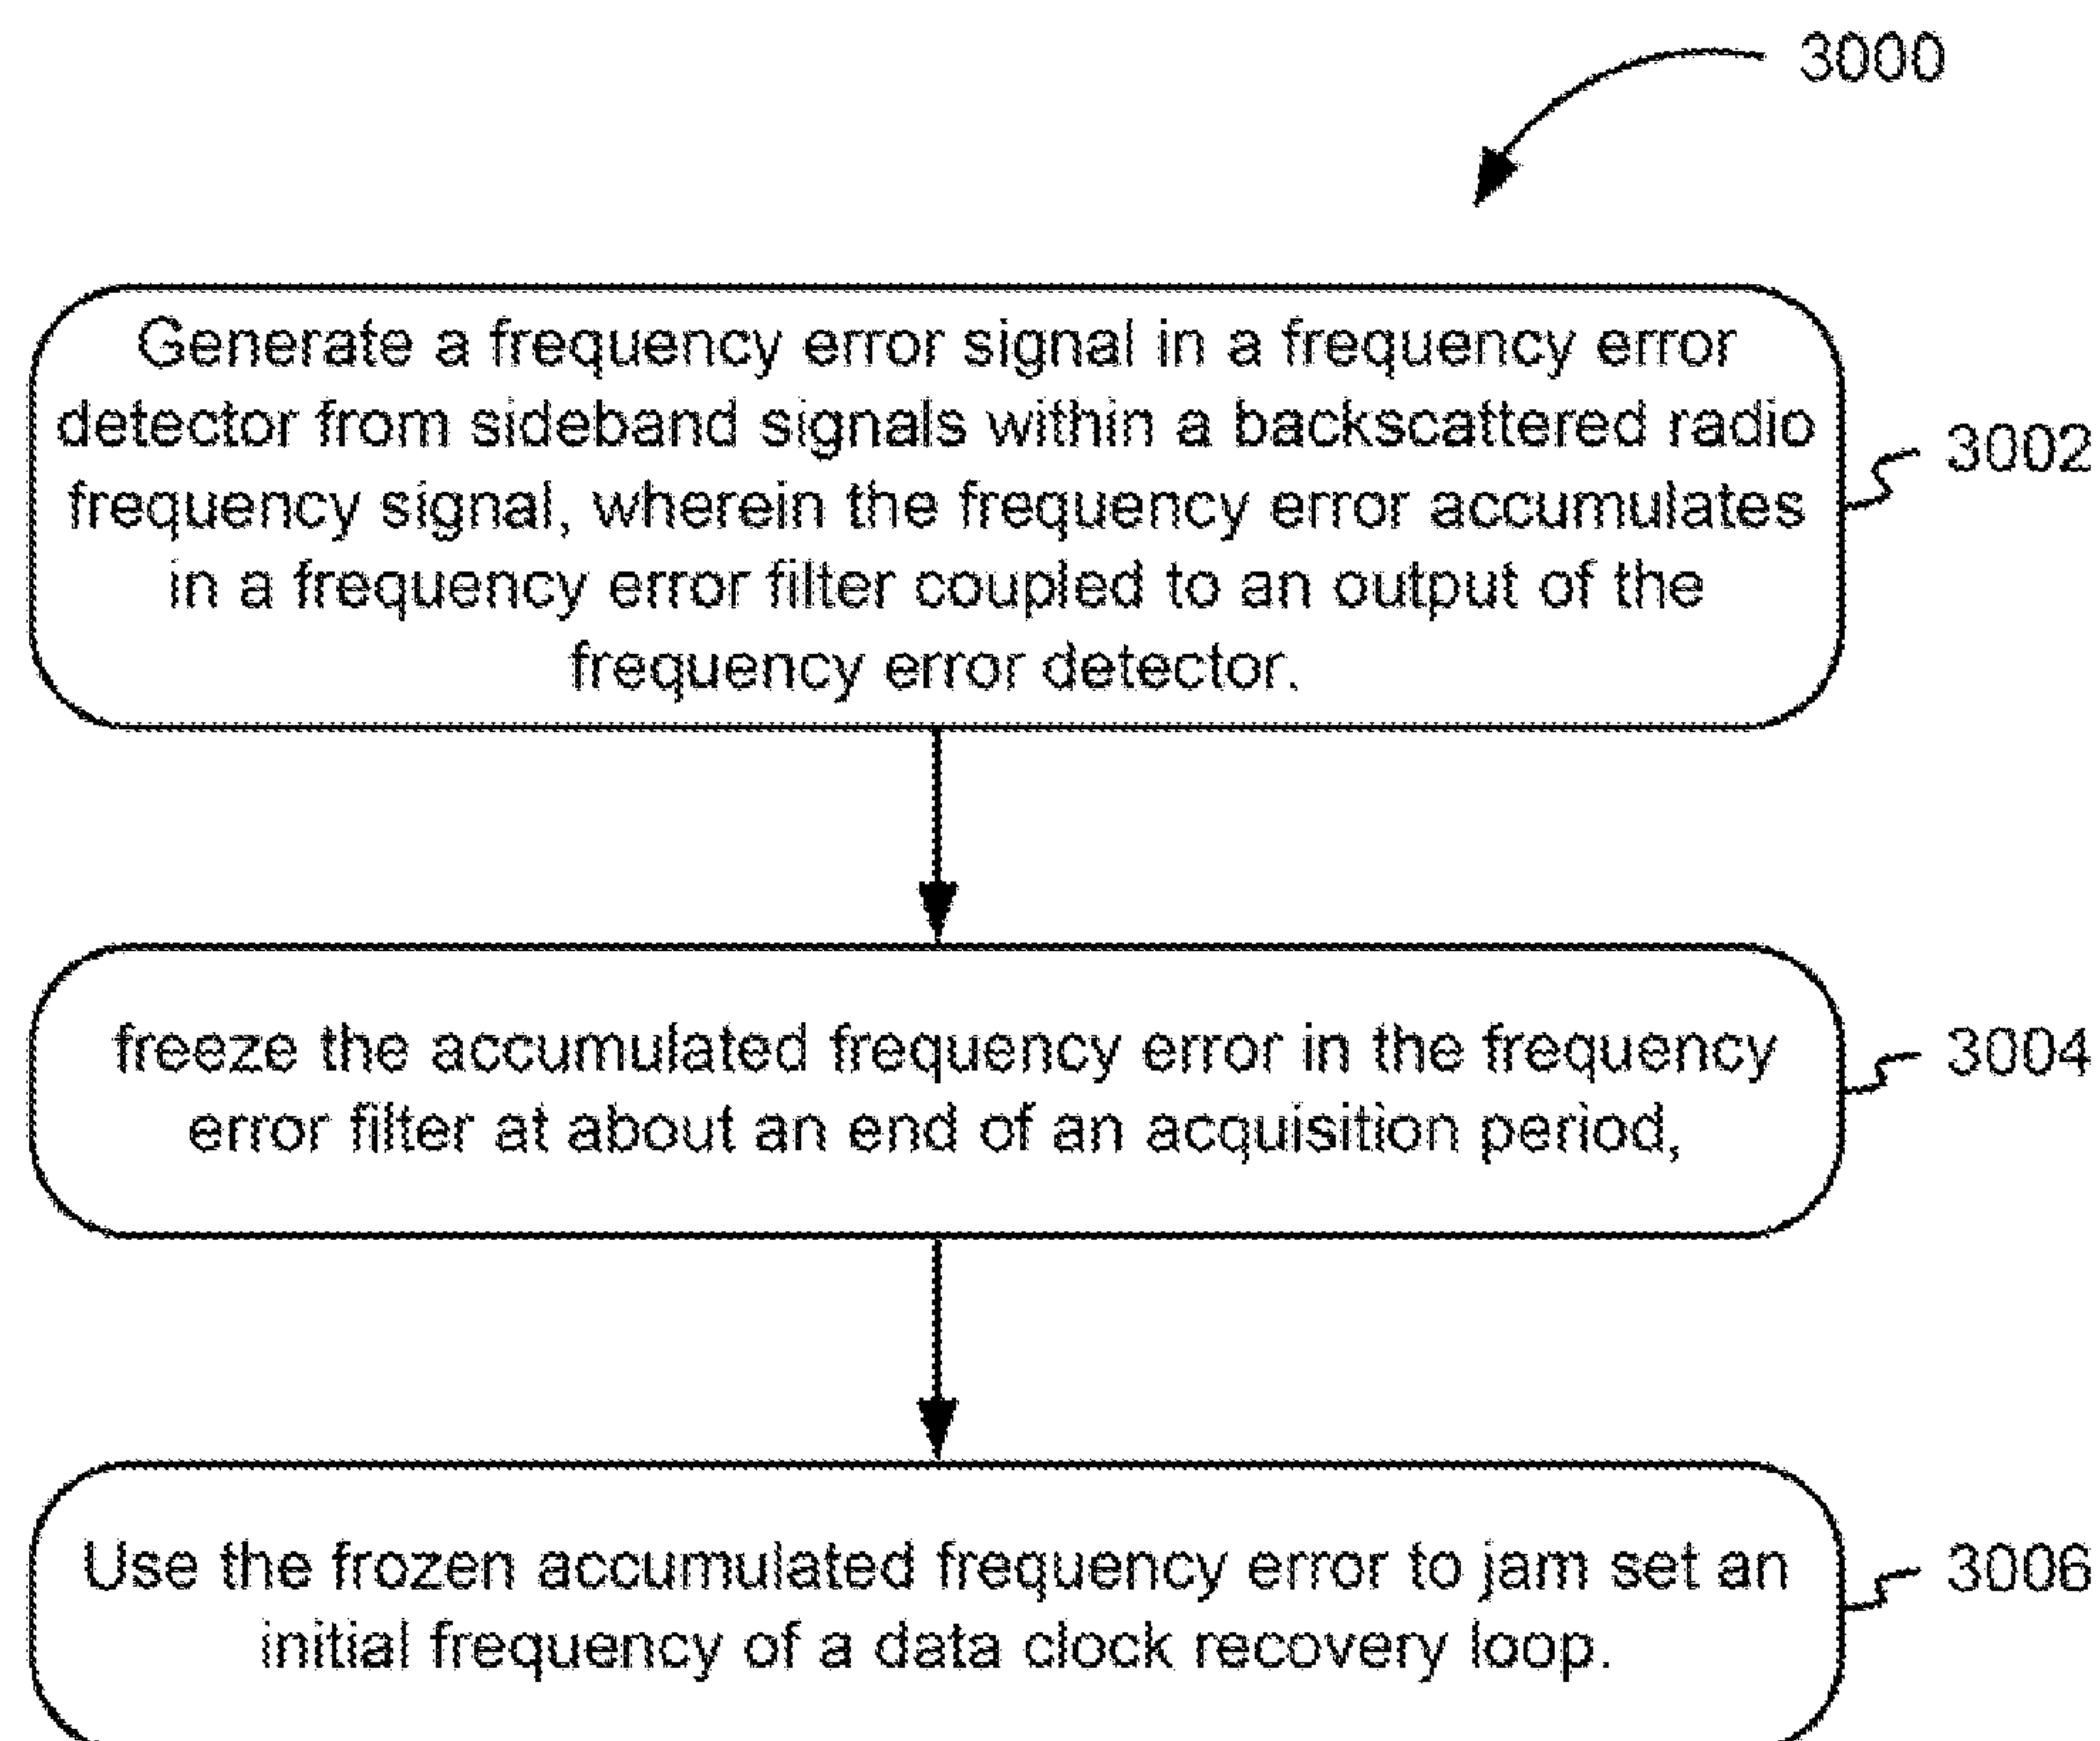 3000
Generate a frequency error signal in a frequency error
detector from sideband signals within a backscattered radio
frequency signal, wherein the frequency error accumulates
in a frequency error filter coupled to an output of the
frequency error detector.
3002
freeze the accumulated frequency error in the frequency
error filter at about an end of an acquisition period,
3004
Use the frozen accumulated frequency error to jam set an
initial frequency of a data clock recovery loop.
3006